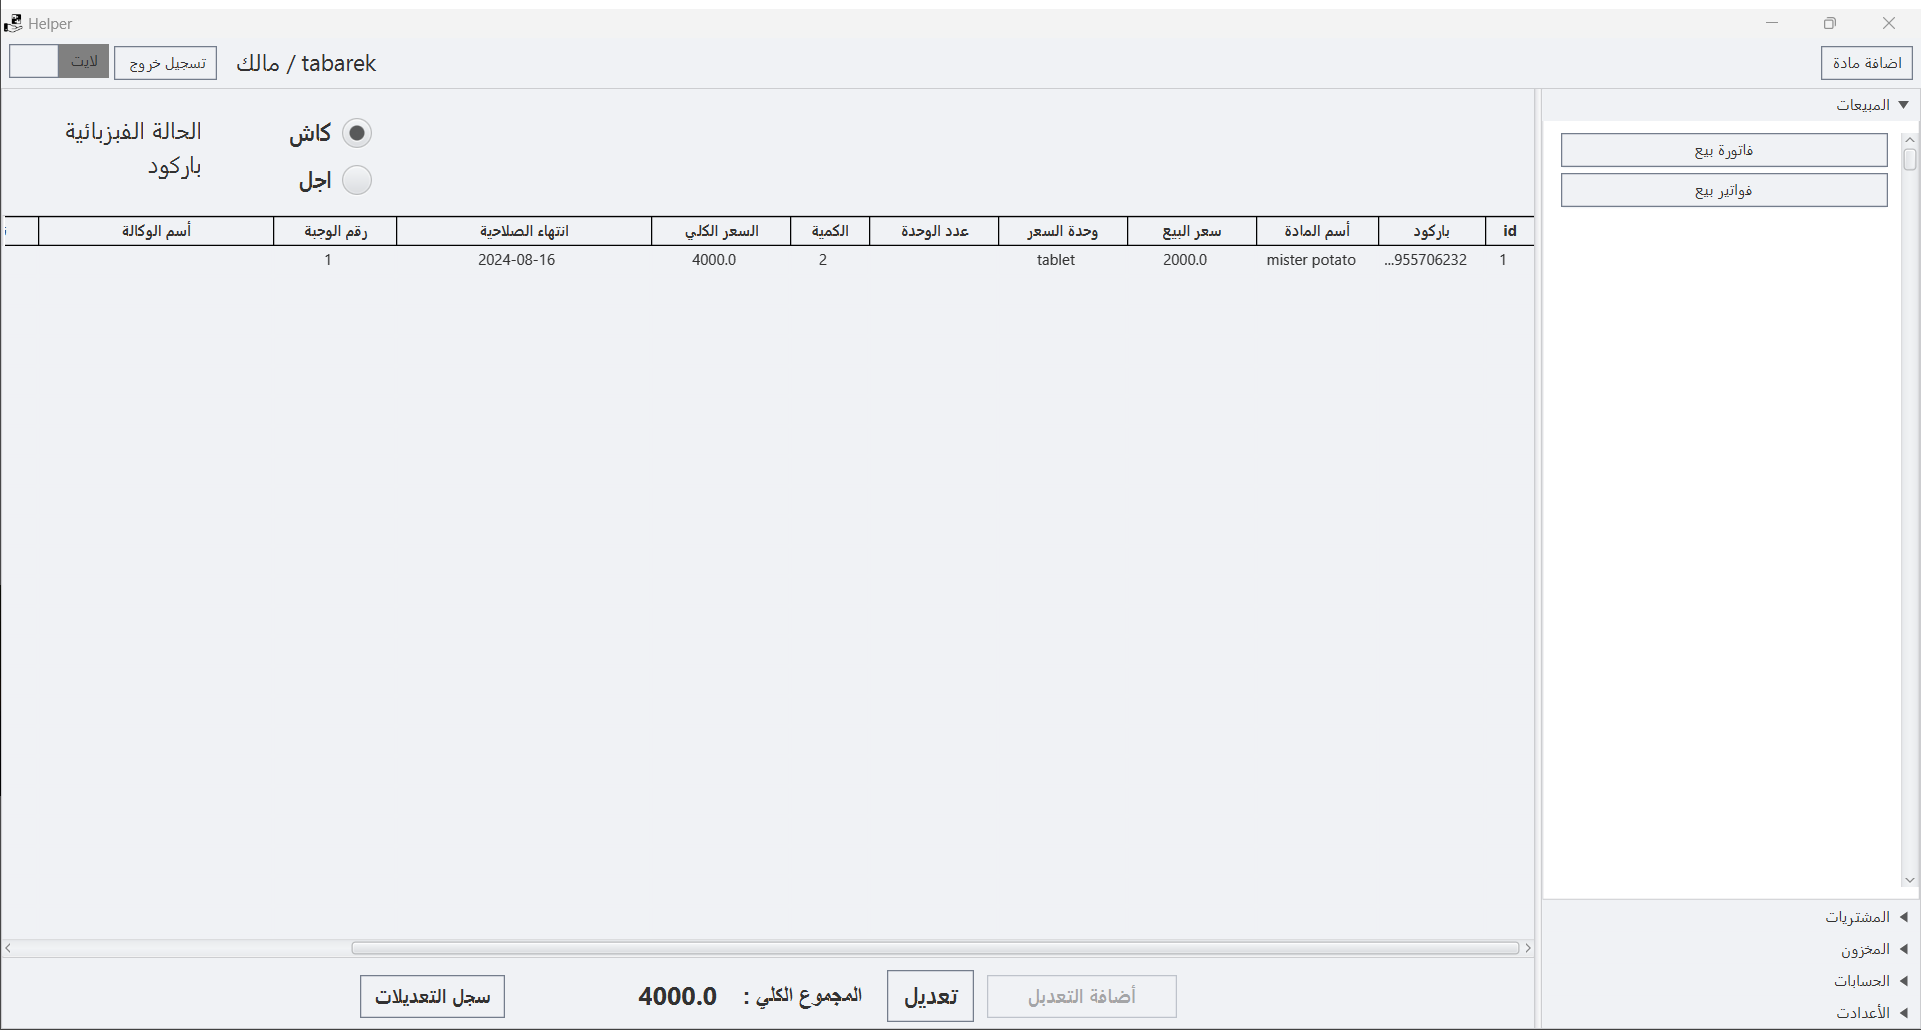 Helper
لايت
تسجيل خروج
tabarek / مالك
اضافة مادة
المبيعات
فاتورة بيع
فواتير بيع
الحالة الفبزبائية
باركود
كاش
اجل
id باركود أسم المادة سعر البيع وحدة السعر عدد الوحدة الكمية السعر الكلي انتهاء الصلاحية رقم الوجبة أسم الوكالة
1 955706232... mister potato 2000.0 tablet 2 4000.0 2024-08-16 1
المشتريات
المخزون
الحسابات
الأعدادت
أضافة التعدبل
تعديل
المجموع الكلي : 4000.0
سجل التعديلات